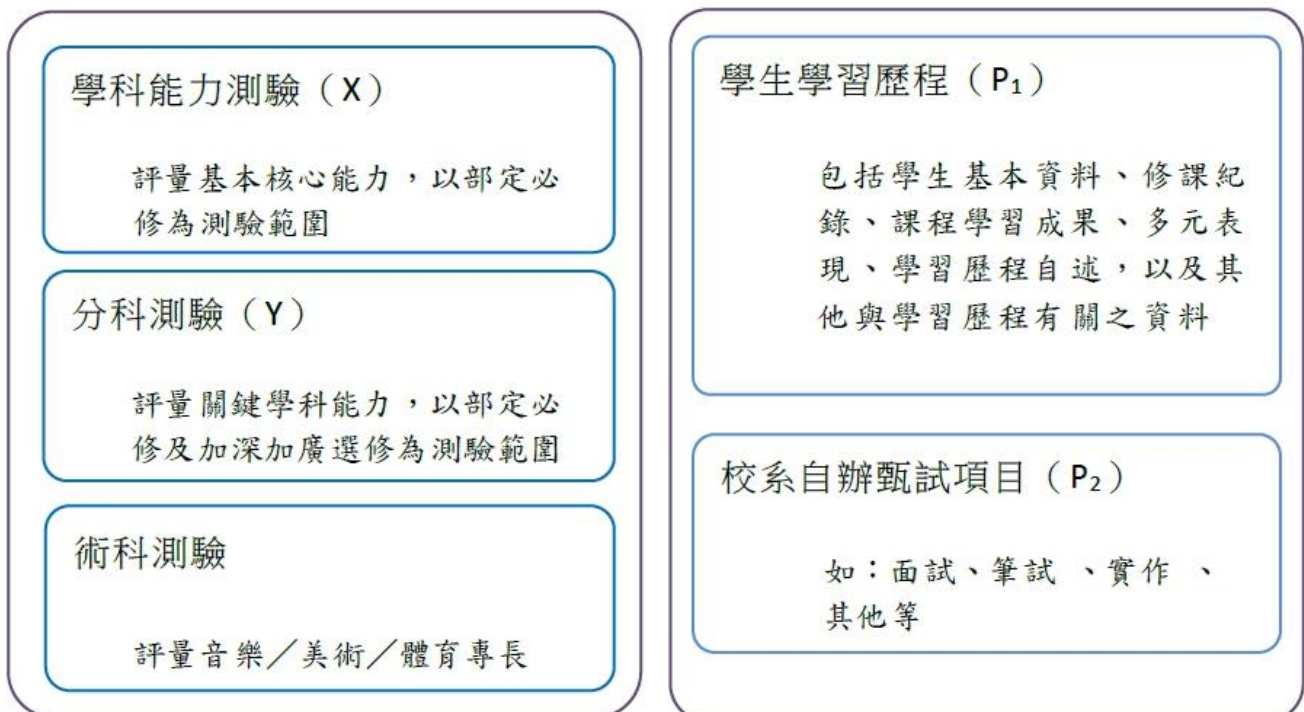 學科能力測驗（X）
評量基本核心能力，以部定必
修為測驗範圍
分科測驗（Y）
評量關鍵學科能力，以部定必
修及加深加廣選修為測驗範圍
術科測驗
評量音樂／美術／體育專長
學生學習歷程（P₁）
包括學生基本資料、修課紀
錄、課程學習成果、多元表
現、學習歷程自述，以及其
他與學習歷程有關之資料
校系自辦甄試項目（P₂）
如：面試、筆試 、實作 、
其他等